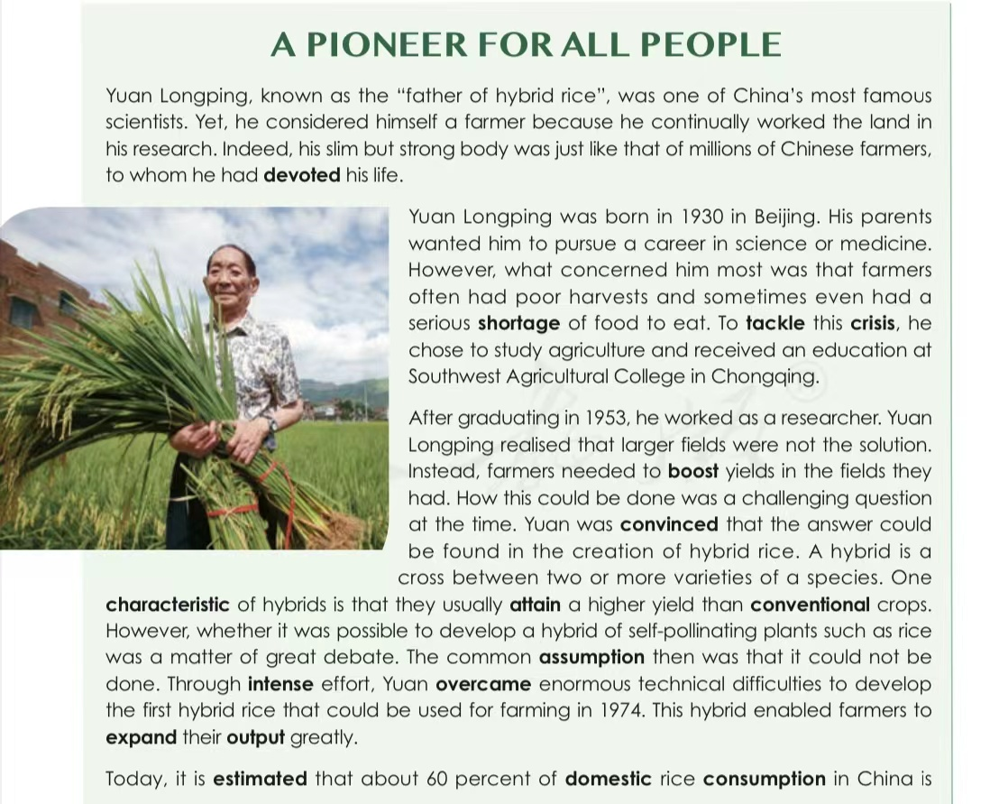 A PIONEER FOR ALL PEOPLE
Yuan Longping, known as the “father of hybrid rice”, was one of China’s most famous
scientists. Yet, he considered himself a farmer because he continually worked the land in
his research. Indeed, his slim but strong body was just like that of millions of Chinese farmers,
to whom he had devoted his life.
Yuan Longping was born in 1930 in Beijing. His parents
wanted him to pursue a career in science or medicine.
However, what concerned him most was that farmers
often had poor harvests and sometimes even had a
serious shortage of food to eat. To tackle this crisis, he
chose to study agriculture and received an education at
Southwest Agricultural College in Chongqing.
After graduating in 1953, he worked as a researcher. Yuan
Longping realised that larger fields were not the solution.
Instead, farmers needed to boost yields in the fields they
had. How this could be done was a challenging question
at the time. Yuan was convinced that the answer could
be found in the creation of hybrid rice. A hybrid is a
cross between two or more varieties of a species. One
characteristic of hybrids is that they usually attain a higher yield than conventional crops.
However, whether it was possible to develop a hybrid of self-pollinating plants such as rice
was a matter of great debate. The common assumption then was that it could not be
done. Through intense effort, Yuan overcame enormous technical difficulties to develop
the first hybrid rice that could be used for farming in 1974. This hybrid enabled farmers to
expand their output greatly.
Today, it is estimated that about 60 percent of domestic rice consumption in China is